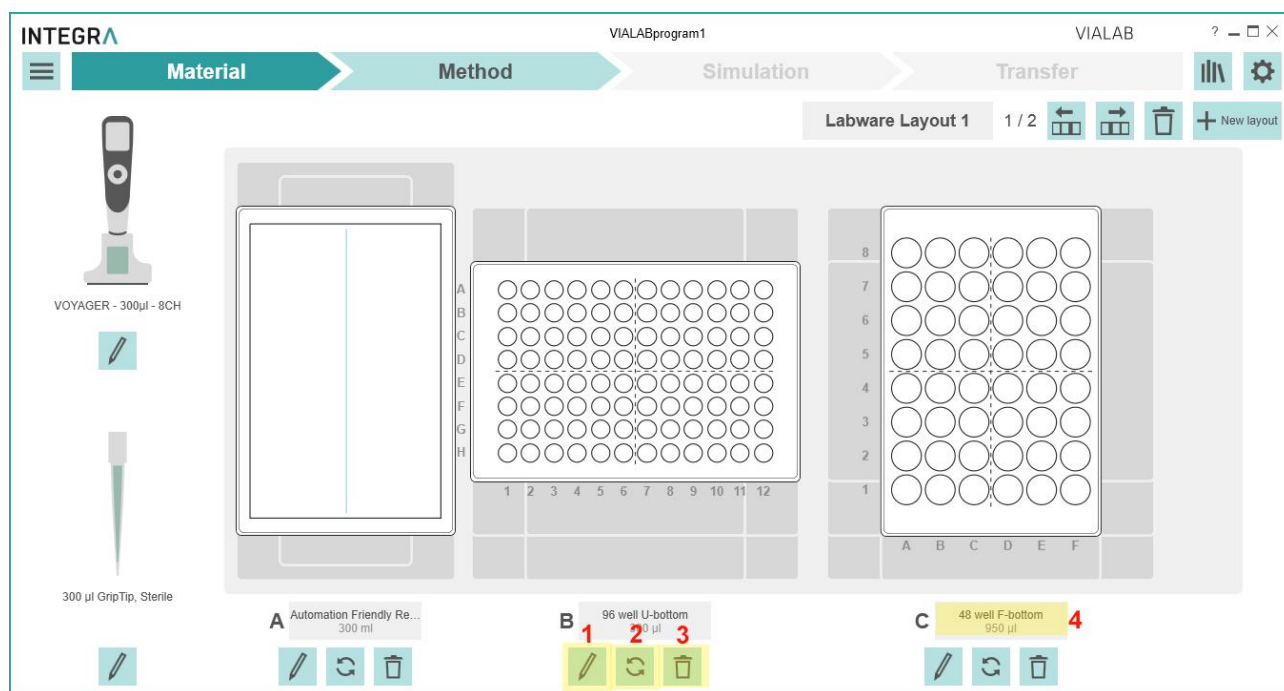 INTEGRA
VIALABprogram1
VIALAB
?
Material
Method
Simulation
Transfer
Labware Layout 1
1 / 2
+ New layout
VOYAGER - 300µl - 8CH
300 µl GripTip, Sterile
A
B
C
D
E
F
G
H
1 2 3 4 5 6 7 8 9 10 11 12
8
7
6
5
4
3
2
1
A B C D E F
A
Automation Friendly Re...
300 ml
B
96 well U-bottom
µl
1 2 3
C
48 well F-bottom
950 µl
4